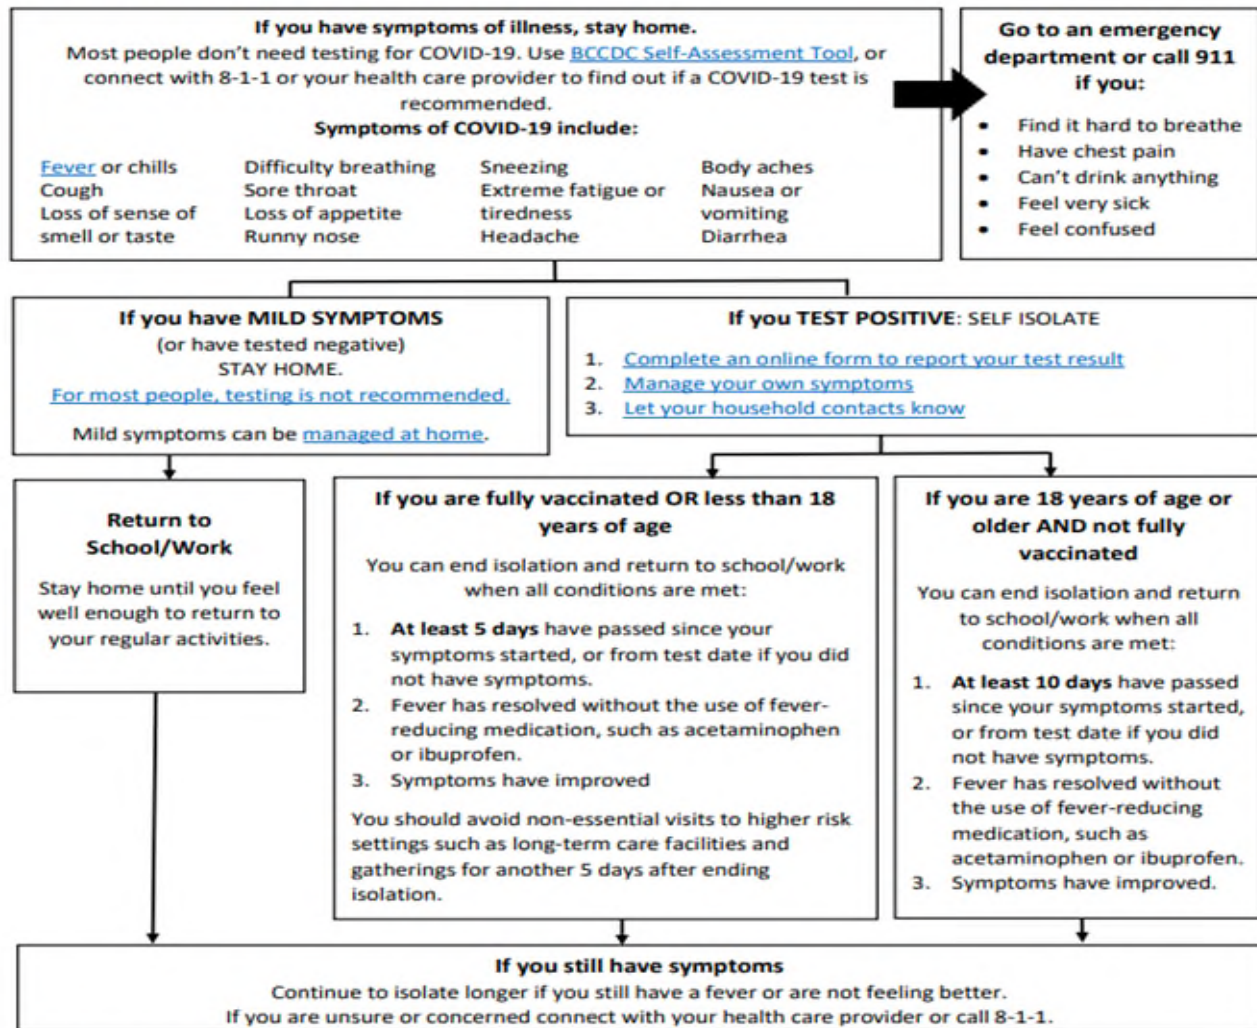 If you have symptoms of illness, stay home.
Most people don't need testing for COVID-19. Use BCCDC Self-Assessment Tool, or
connect with 8-1-1 or your health care provider to find out if a COVID-19 test is
recommended.
Symptoms of COVID-19 include:
Fever or chills
Cough
Loss of sense of
smell or taste
Difficulty breathing
Sore throat
Loss of appetite
Runny nose
Sneezing
Extreme fatigue or
tiredness
Headache
Body aches
Nausea or
vomiting
Diarrhea
Go to an emergency
department or call 911
if you:
• Find it hard to breathe
• Have chest pain
• Can't drink anything
• Feel very sick
• Feel confused
If you have MILD SYMPTOMS
(or have tested negative)
STAY HOME.
For most people, testing is not recommended.
Mild symptoms can be managed at home.
If you TEST POSITIVE: SELF ISOLATE
1. Complete an online form to report your test result
2. Manage your own symptoms
3. Let your household contacts know
Return to
School/Work
Stay home until you feel
well enough to return to
your regular activities.
If you are fully vaccinated OR less than 18
years of age
You can end isolation and return to school/work
when all conditions are met:
1. At least 5 days have passed since your
symptoms started, or from test date if you did
not have symptoms.
2. Fever has resolved without the use of fever-
reducing medication, such as acetaminophen
or ibuprofen.
3. Symptoms have improved
You should avoid non-essential visits to higher risk
settings such as long-term care facilities and
gatherings for another 5 days after ending
isolation.
If you are 18 years of age or
older AND not fully
vaccinated
You can end isolation and return
to school/work when all
conditions are met:
1. At least 10 days have passed
since your symptoms started,
or from test date if you did
not have symptoms.
2. Fever has resolved without
the use of fever-reducing
medication, such as
acetaminophen or ibuprofen.
3. Symptoms have improved.
If you still have symptoms
Continue to isolate longer if you still have a fever or are not feeling better.
If you are unsure or concerned connect with your health care provider or call 8-1-1.